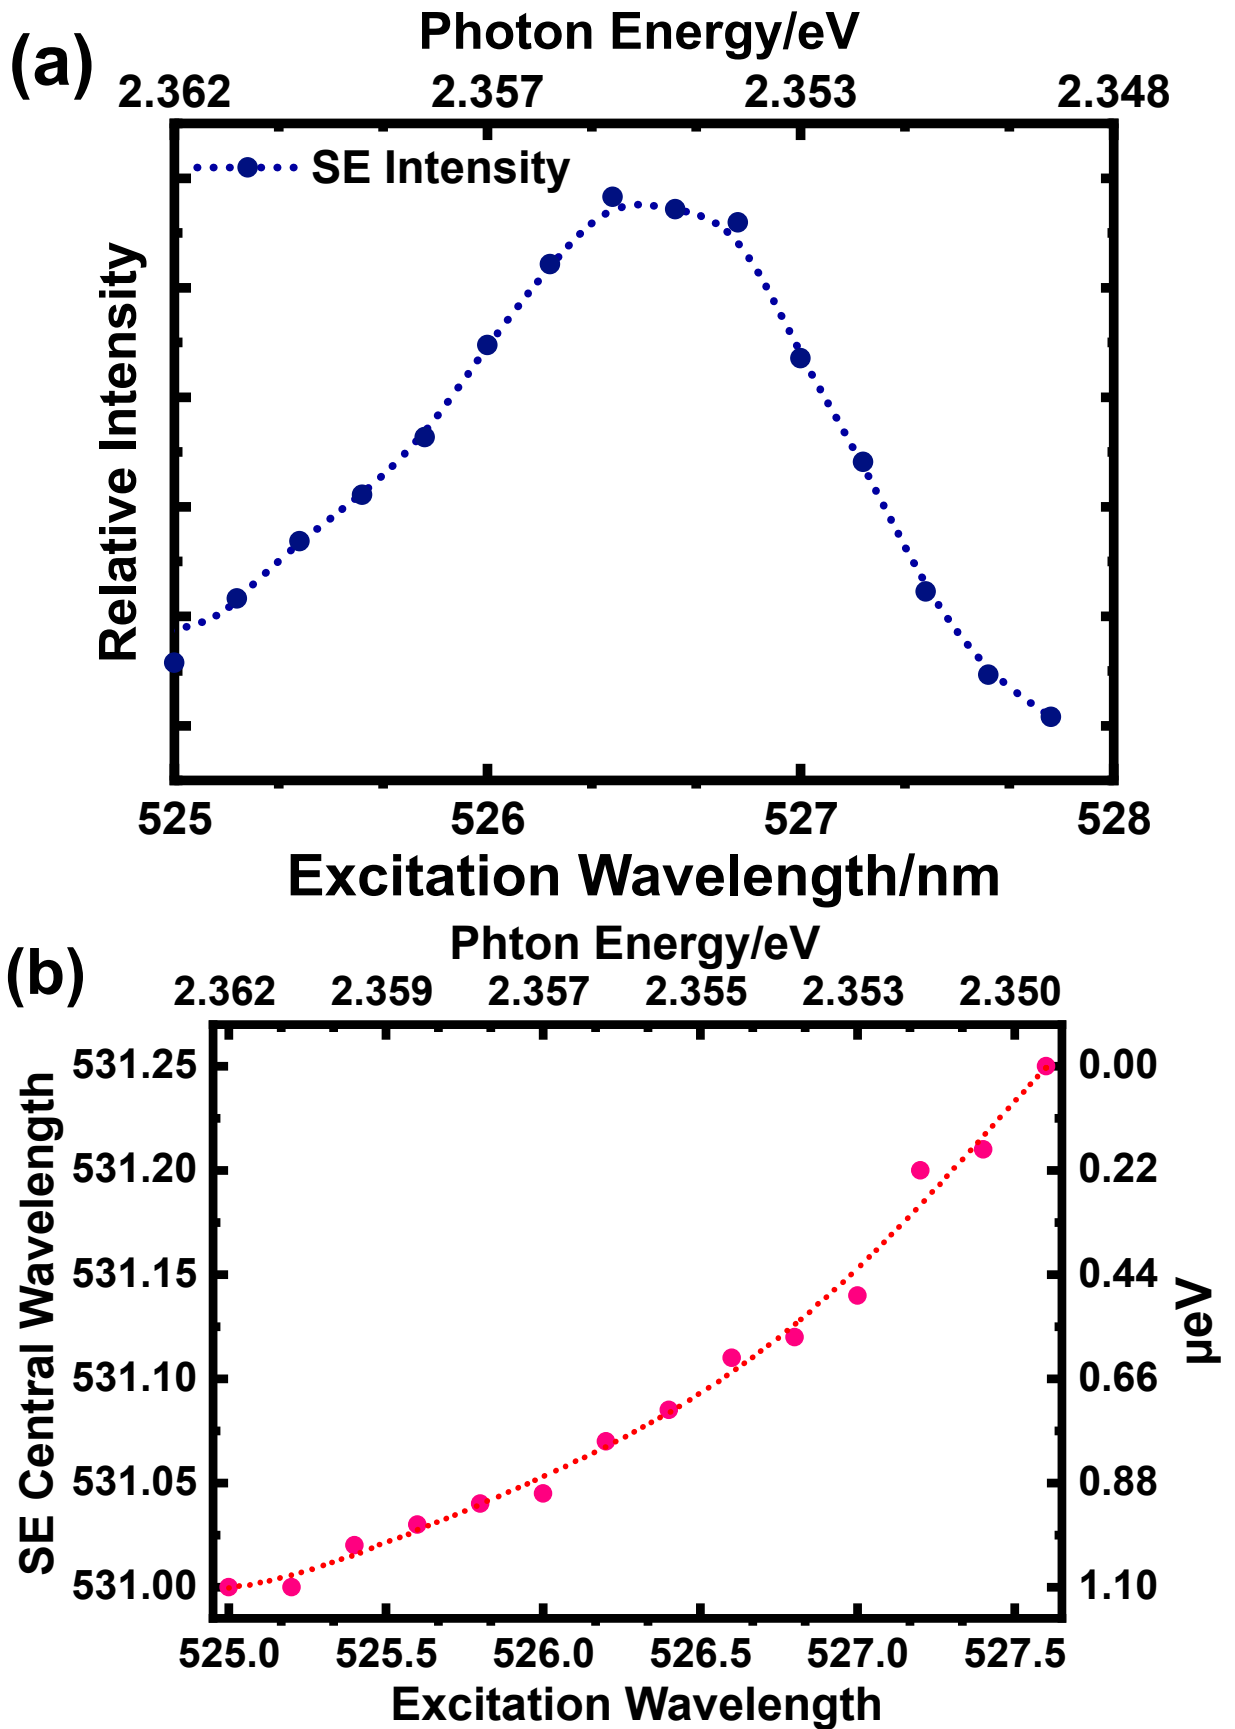 (a)
Photon Energy/eV
2.362 2.357 2.353 2.348
SE Intensity
Relative Intensity
525 526 527 528
Excitation Wavelength/nm
(b)
Phton Energy/eV
2.362 2.359 2.357 2.355 2.353 2.350
SE Central Wavelength
531.25 0.00
531.20 0.22
531.15 0.44
531.10 0.66
531.05 0.88
531.00 1.10
μeV
525.0 525.5 526.0 526.5 527.0 527.5
Excitation Wavelength